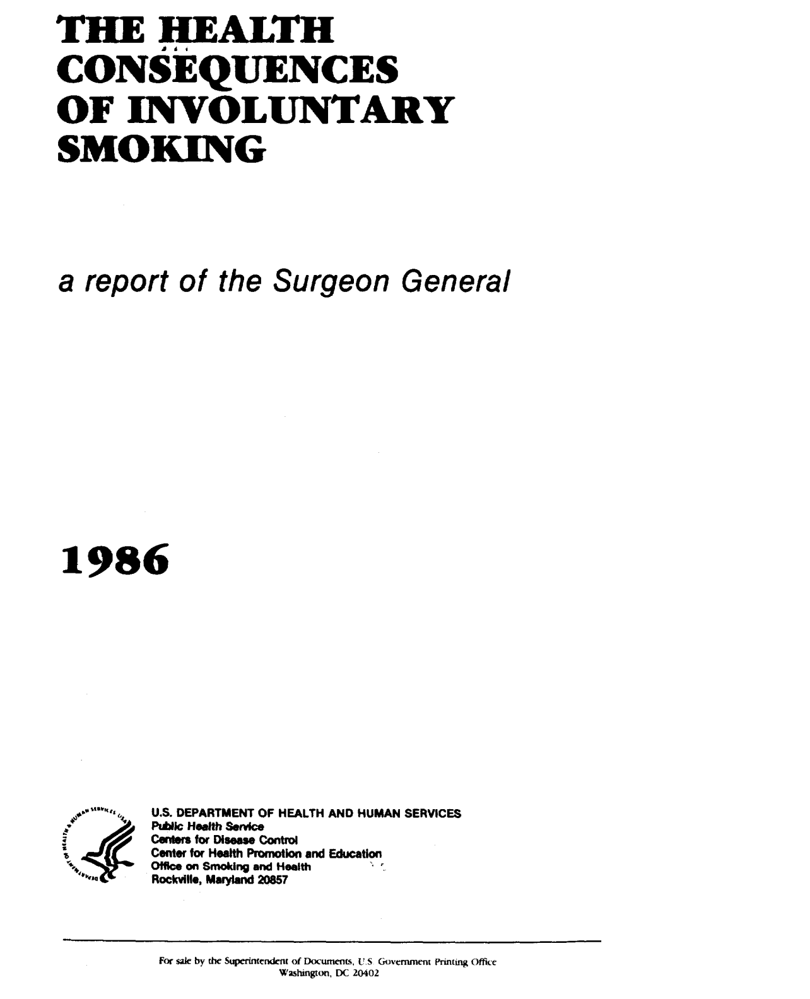 THE HEALTH
CONSEQUENCES
OF INVOLUNTARY
SMOKING
a report of the Surgeon General
1986
DEPARTMENT OF HEALTH & HUMAN SERVICES USA
U.S. DEPARTMENT OF HEALTH AND HUMAN SERVICES
Public Health Service
Centers for Disease Control
Center for Health Promotion and Education
Office on Smoking and Health
Rockville, Maryland 20857
For sale by the Superintendent of Documents, U.S. Government Printing Office
Washington, DC 20402